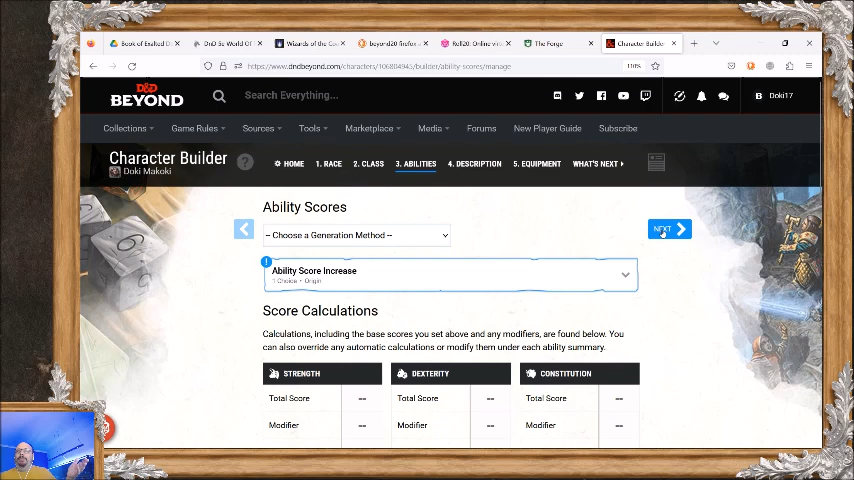 Book of Exalted D
DnD 5e World Of
Wizards of the Coa
beyond20 firefox a
Roll20: Online virtu
The Forge
Character Builder
https://www.dndbeyond.com/characters/106804945/builder/ability-scores/manage
110%
D&D
BEYOND
Search Everything...
B Doki17
Collections
Game Rules
Sources
Tools
Marketplace
Media
Forums
New Player Guide
Subscribe
Character Builder
?
Doki Makoki
HOME
1. RACE
2. CLASS
3. ABILITIES
4. DESCRIPTION
5. EQUIPMENT
WHAT'S NEXT
Ability Scores
-- Choose a Generation Method --
NEXT
!
Ability Score Increase
1 Choice • Origin
Score Calculations
Calculations, including the base scores you set above and any modifiers, are found below. You
can also override any automatic calculations or modify them under each ability summary.
STRENGTH
DEXTERITY
CONSTITUTION
Total Score --
Total Score --
Total Score --
Modifier --
Modifier --
Modifier --